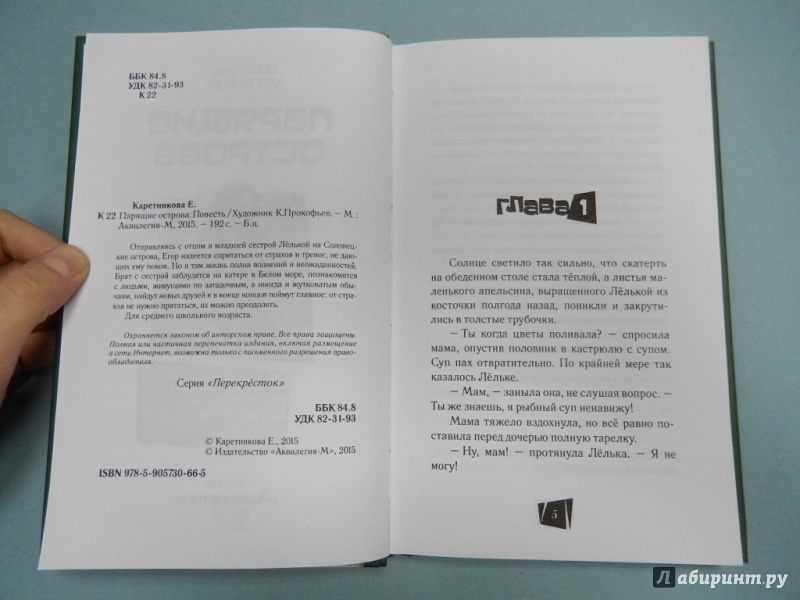 ББК 84.8
УДК 82-31-93
К 22
Каретникова Е.
К 22 Парящие острова: Повесть/Художник К.Прокофьев. – М.:
Аквилегия-М, 2015. – 192 с. – Б.ц.
Отправляясь с отцом и младшей сестрой Лёлькой на Соловец-
кие острова, Егор надеется спрятаться от страхов и тревог, не даю-
щих ему покоя. Но и там жизнь полна волнений и неожиданностей.
Брат с сестрой заблудятся на катере в Белом море, познакомятся
с людьми, живущими по загадочным, а иногда и жутковатым обы-
чаям, найдут новых друзей и в конце концов поймут главное: от стра-
хов не нужно прятаться, их можно преодолеть.
Для среднего школьного возраста.
Охраняется законом об авторском праве. Все права защищены.
Полная или частичная перепечатка издания, включая размещение
в сети Интернет, возможна только с письменного разрешения право-
обладателя.
Серия «Перекрёсток»
ББК 84.8
УДК 82-31-93
© Каретникова Е., 2015
© Издательство «Аквилегия-М», 2015
ISBN 978-5-905730-66-5
глава 1
Солнце светило так сильно, что скатерть
на обеденном столе стала тёплой, а листья ма-
ленького апельсина, выращенного Лёлькой из
косточки полгода назад, поникли и закрути-
лись в толстые трубочки.
– Ты когда цветы поливала? – спросила
мама, опустив половник в кастрюлю с супом.
Суп пах отвратительно. По крайней мере так
казалось Лёльке.
– Мам, – заныла она, не слушая вопрос. –
Ты же знаешь, я рыбный суп ненавижу!
Мама тяжело вздохнула, но всё равно по-
ставила перед дочерью полную тарелку.
– Ну, мам! – протянула Лёлька. – Я не
могу!
5
Лабиринт.ру